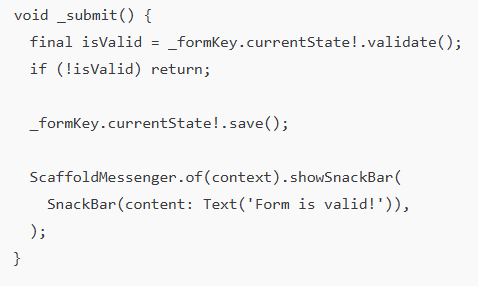 void _submit() {
  final isValid = _formKey.currentState!.validate();
  if (!isValid) return;

  _formKey.currentState!.save();

  ScaffoldMessenger.of(context).showSnackBar(
    SnackBar(content: Text('Form is valid!')),
  );
}